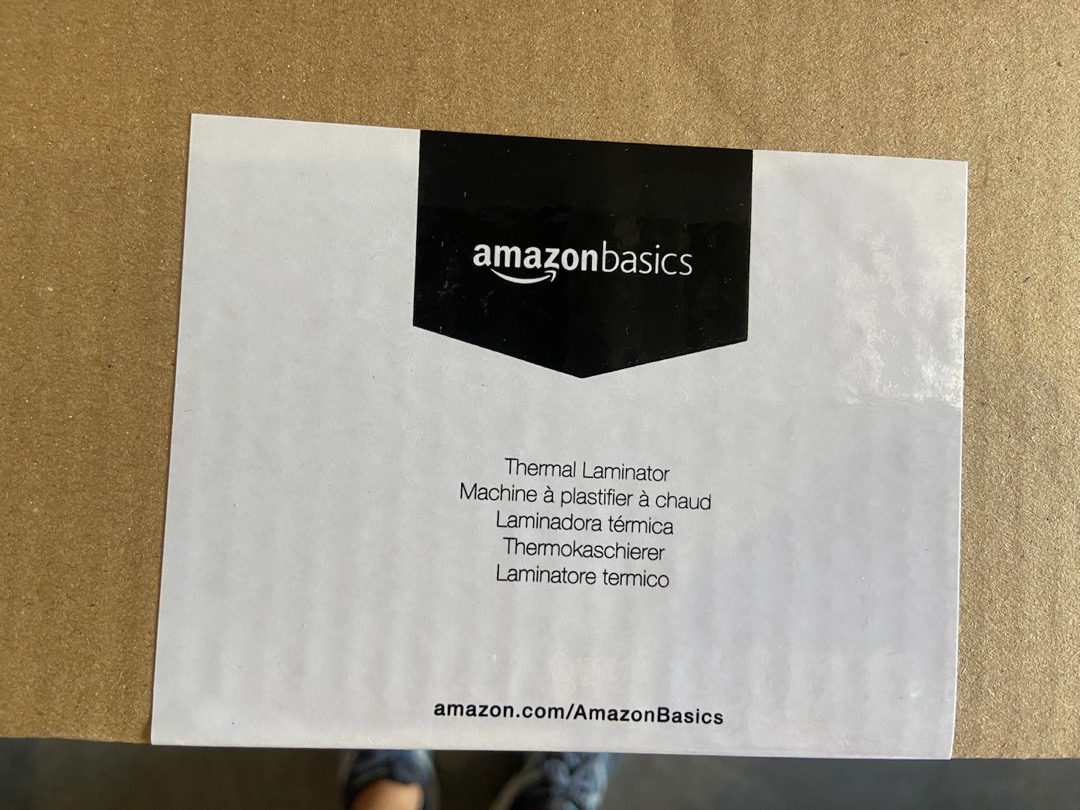 amazonbasics
Thermal Laminator
Machine à plastifier à chaud
Laminadora térmica
Thermokaschierer
Laminatore termico
amazon.com/AmazonBasics